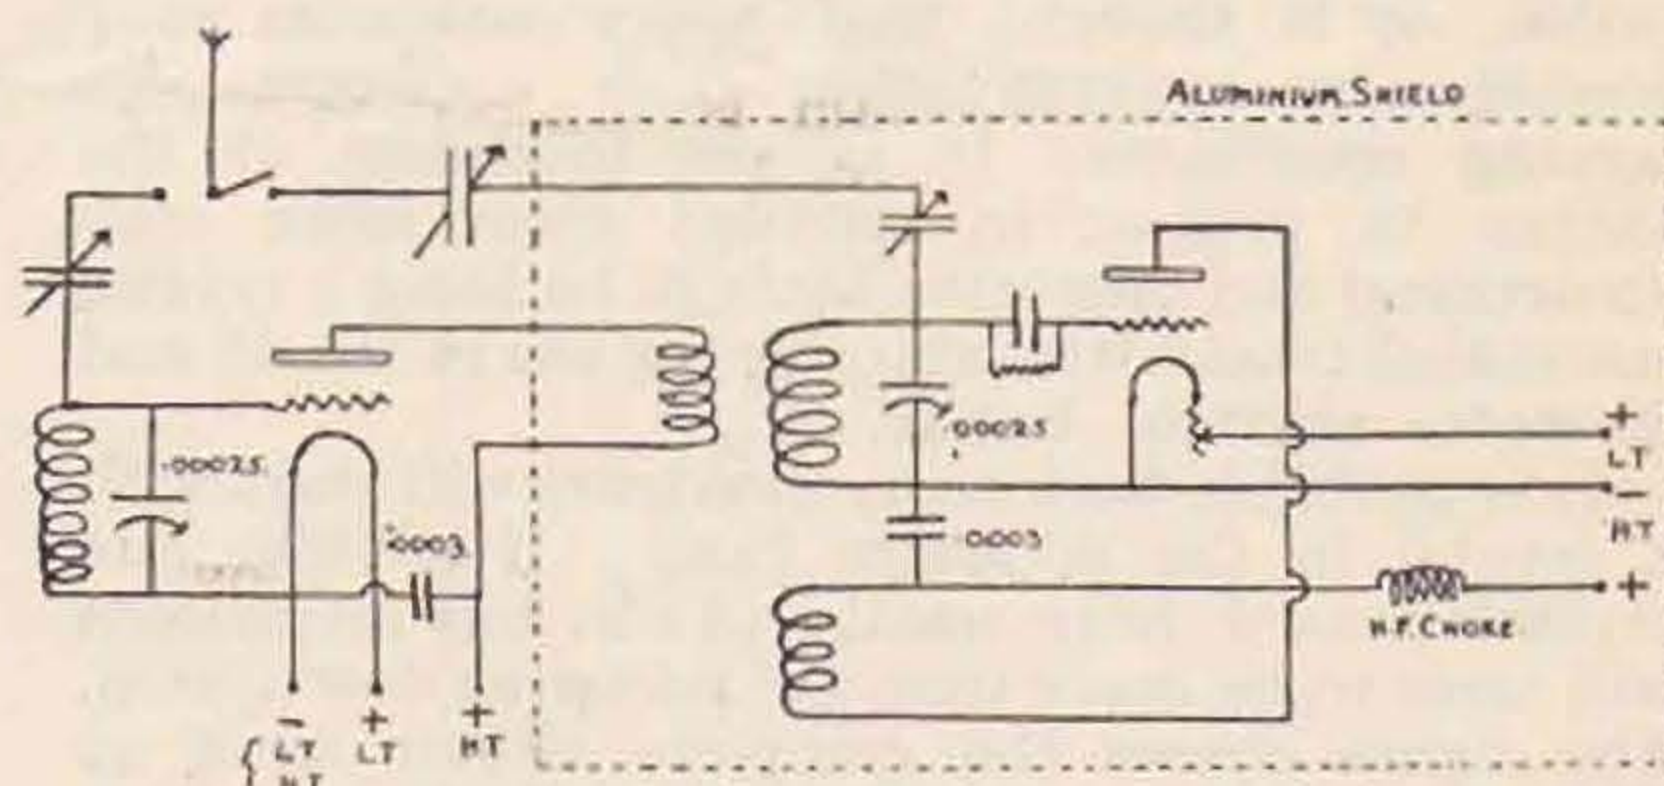 ALUMINIUM SHIELD
.00025
.0003
.00025
.0003
+
LT
−
HT
+
H.F. CHOKE
− + +
{ LT LT HT
HT